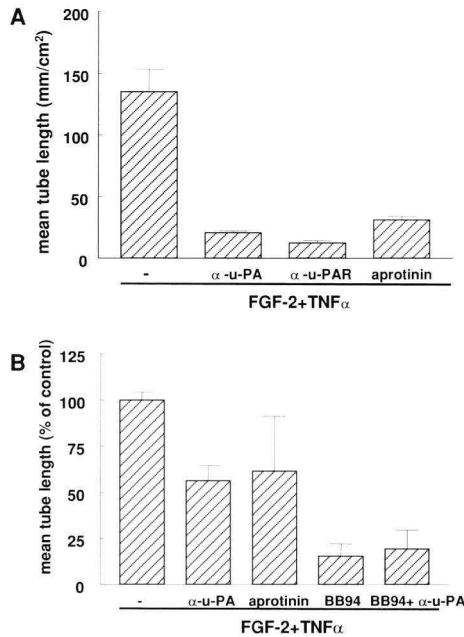 A
mean tube length (mm/cm²)
200
150
100
50
0
- α -u-PA α -u-PAR aprotinin
FGF-2+TNFα
B
mean tube length (% of control)
125
100
75
50
25
0
- α-u-PA aprotinin BB94 BB94+ α-u-PA
FGF-2+TNFα